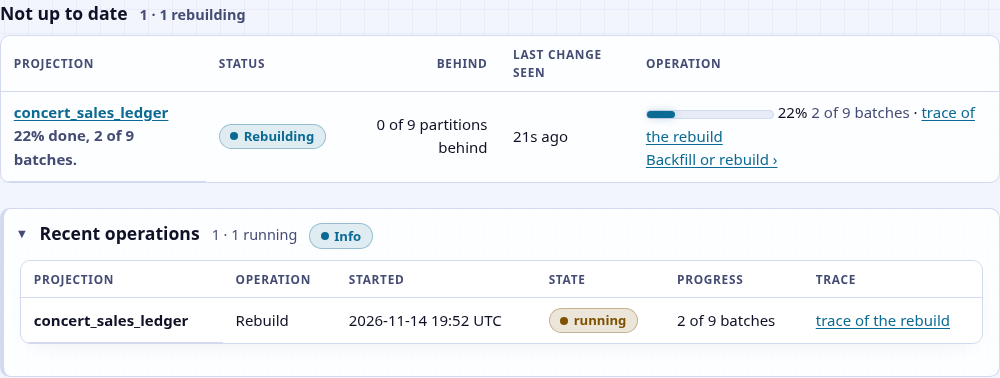 Not up to date 1 · 1 rebuilding
PROJECTION STATUS BEHIND LAST CHANGE SEEN OPERATION
concert_sales_ledger
22% done, 2 of 9
batches.
Rebuilding
0 of 9 partitions
behind
21s ago
22% 2 of 9 batches · trace of
the rebuild
Backfill or rebuild ›
▼ Recent operations 1 · 1 running Info
PROJECTION OPERATION STARTED STATE PROGRESS TRACE
concert_sales_ledger Rebuild 2026-11-14 19:52 UTC running 2 of 9 batches trace of the rebuild